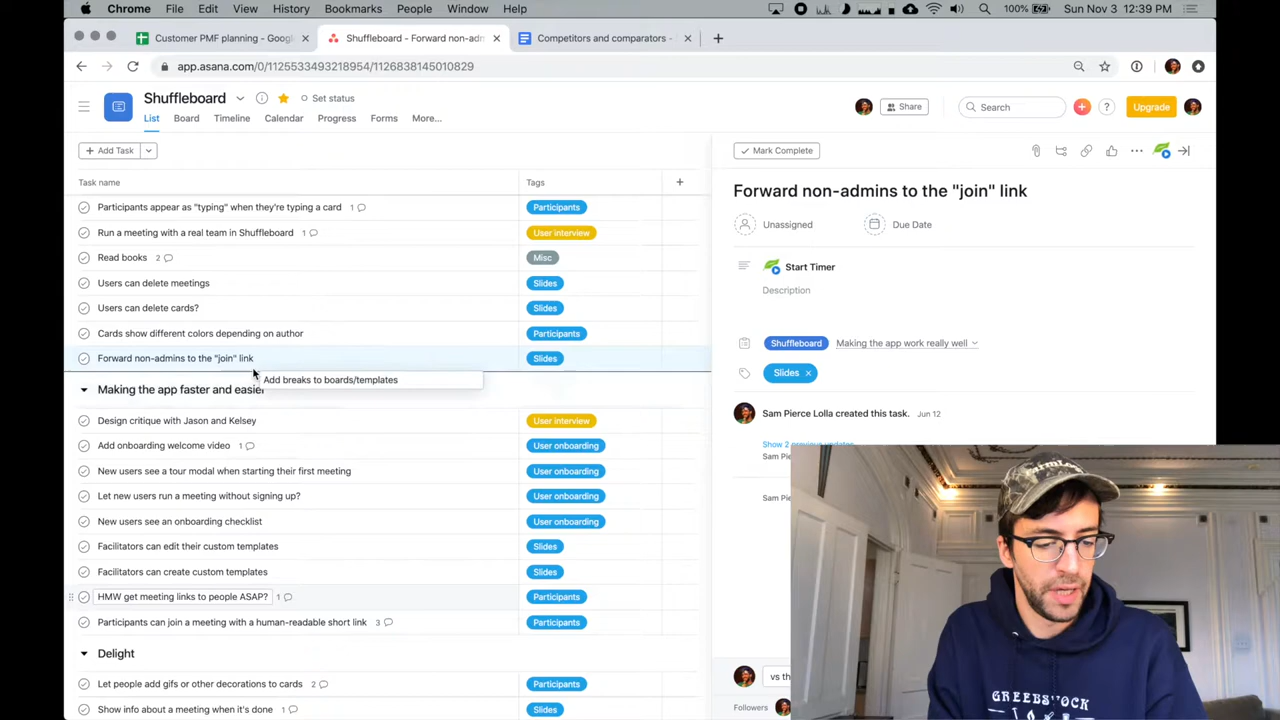 Chrome File Edit View History Bookmarks People Window Help 100% Sun Nov 3 12:39 PM
Customer PMF planning - Googl × Shuffleboard - Forward non-adm × Competitors and comparators - × +
app.asana.com/0/1125533493218954/1126838145010829
Shuffleboard Set status Share Search + ? Upgrade
List Board Timeline Calendar Progress Forms More...
+ Add Task Mark Complete
Task name Tags +
Forward non-admins to the "join" link
Participants appear as "typing" when they're typing a card 1 Participants
Unassigned Due Date
Run a meeting with a real team in Shuffleboard 1 User interview
Read books 2 Misc
Start Timer
Users can delete meetings Slides
Description
Users can delete cards? Slides
Cards show different colors depending on author Participants
Shuffleboard Making the app work really well
Forward non-admins to the "join" link Slides
Slides ×
Add breaks to boards/templates
Making the app faster and easier
Sam Pierce Lolla created this task. Jun 12
Design critique with Jason and Kelsey User interview
Show 2 previous updates
Add onboarding welcome video 1 User onboarding
Sam Pie
New users see a tour modal when starting their first meeting User onboarding
Let new users run a meeting without signing up? User onboarding
Sam Pie
New users see an onboarding checklist User onboarding
Facilitators can edit their custom templates Slides
Facilitators can create custom templates Slides
HMW get meeting links to people ASAP? 1 Participants
Participants can join a meeting with a human-readable short link 3 Participants
Delight
Let people add gifs or other decorations to cards 2 Participants
vs th
Show info about a meeting when it's done 1 Slides
Followers
GREENSTOCK